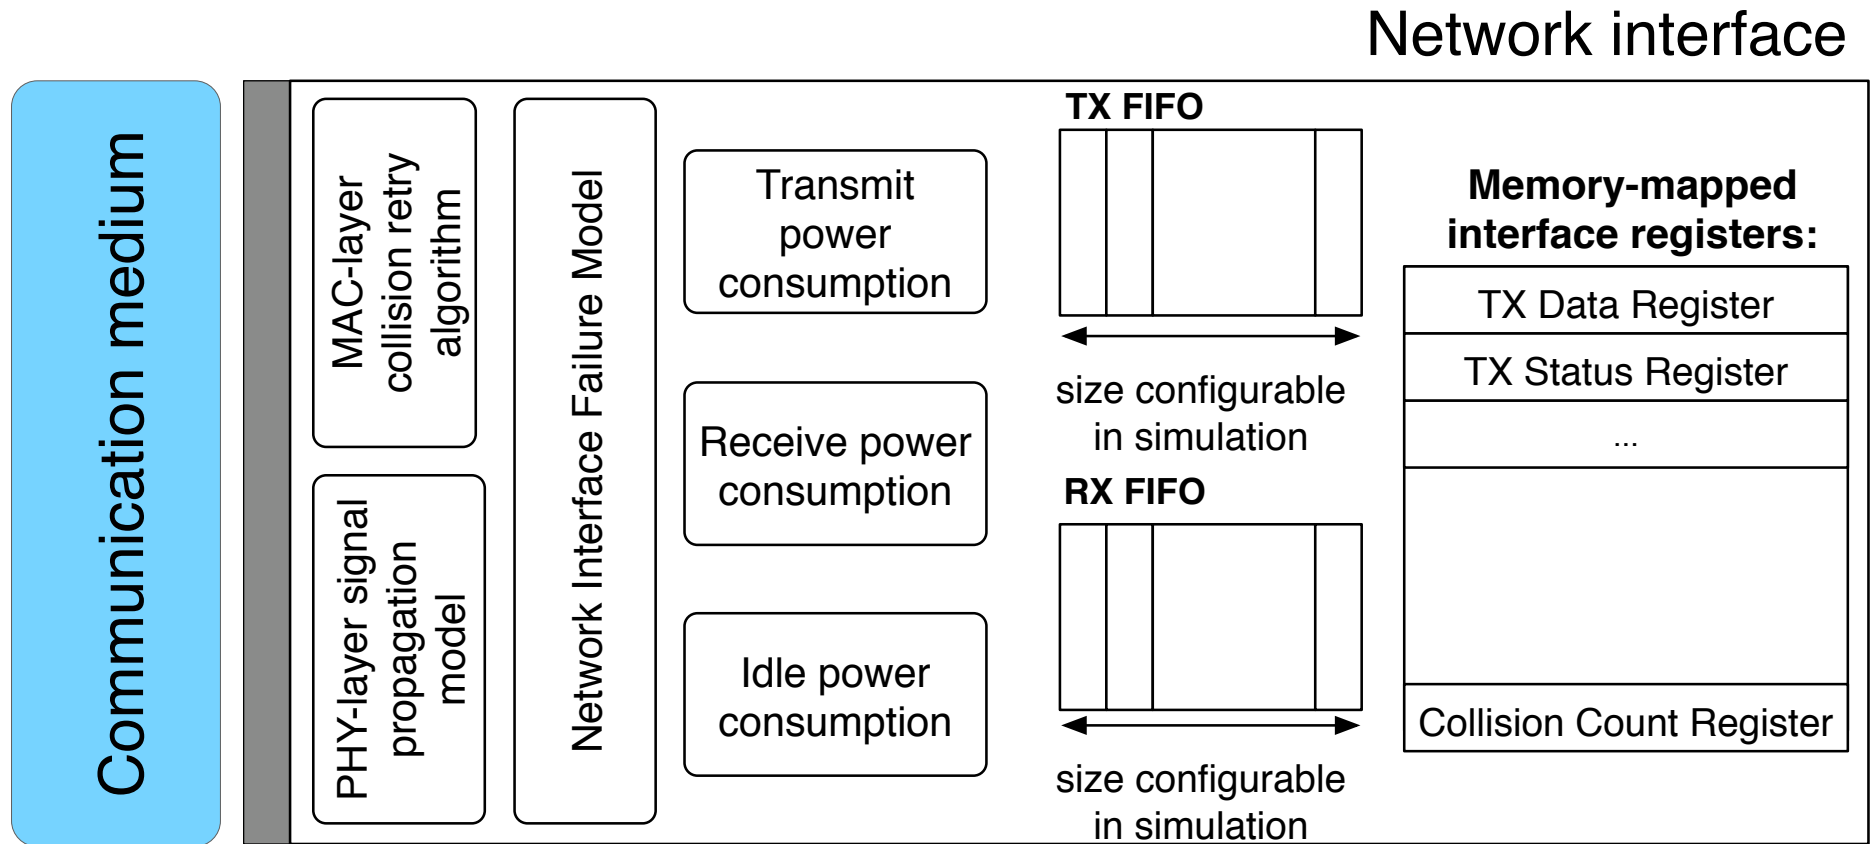 Network interface
Communication medium
MAC-layer
collision retry
algorithm
PHY-layer signal
propagation
model
Network Interface Failure Model
Transmit
power
consumption
Receive power
consumption
Idle power
consumption
TX FIFO
size configurable
in simulation
RX FIFO
size configurable
in simulation
Memory-mapped
interface registers:
TX Data Register
TX Status Register
...
Collision Count Register